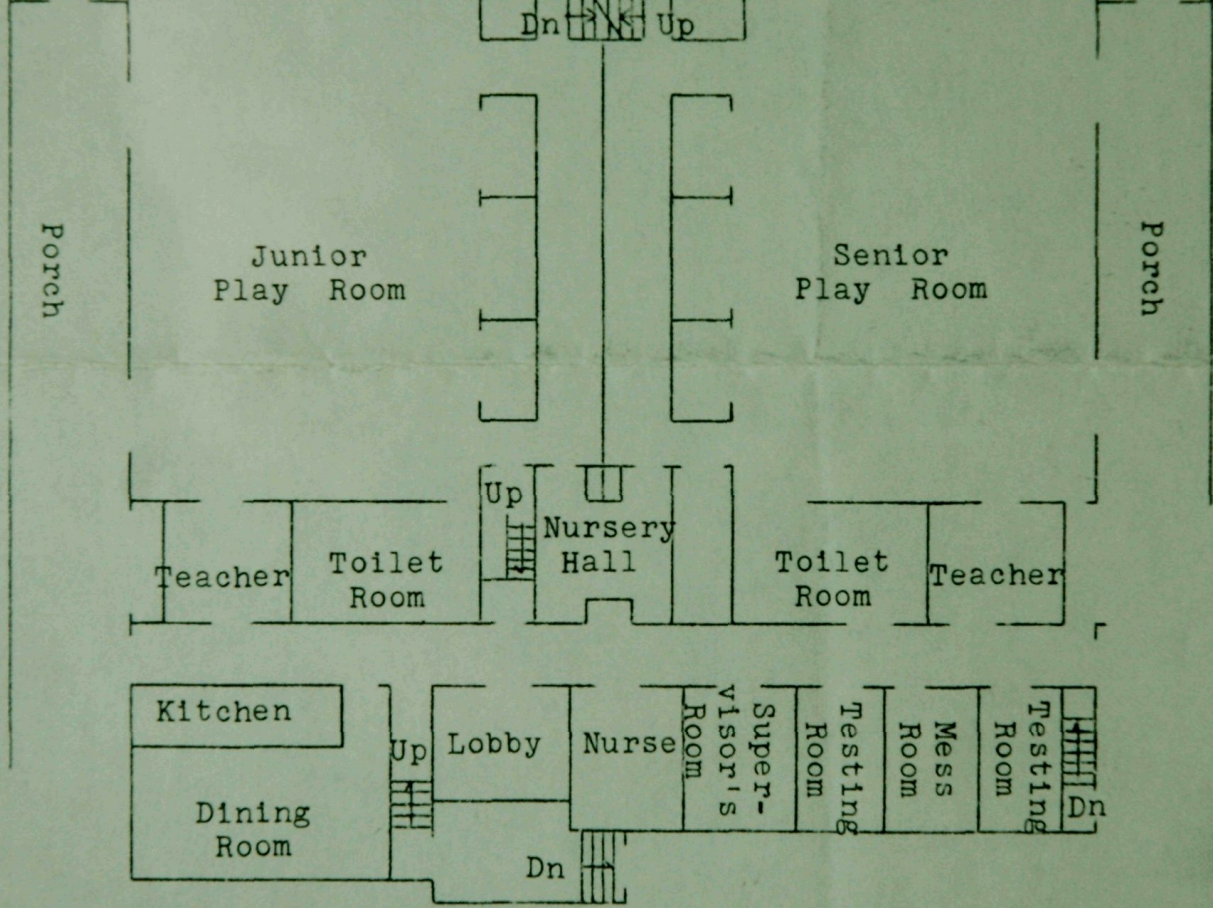 Dn Up
Porch
Junior
Play Room
Senior
Play Room
Porch
Up
Nursery
Hall
Teacher
Toilet
Room
Toilet
Room
Teacher
Kitchen
Dining
Room
Up
Lobby
Nurse
Super-
visor's
Room
Testing
Room
Mess
Room
Testing
Room
Dn
Dn